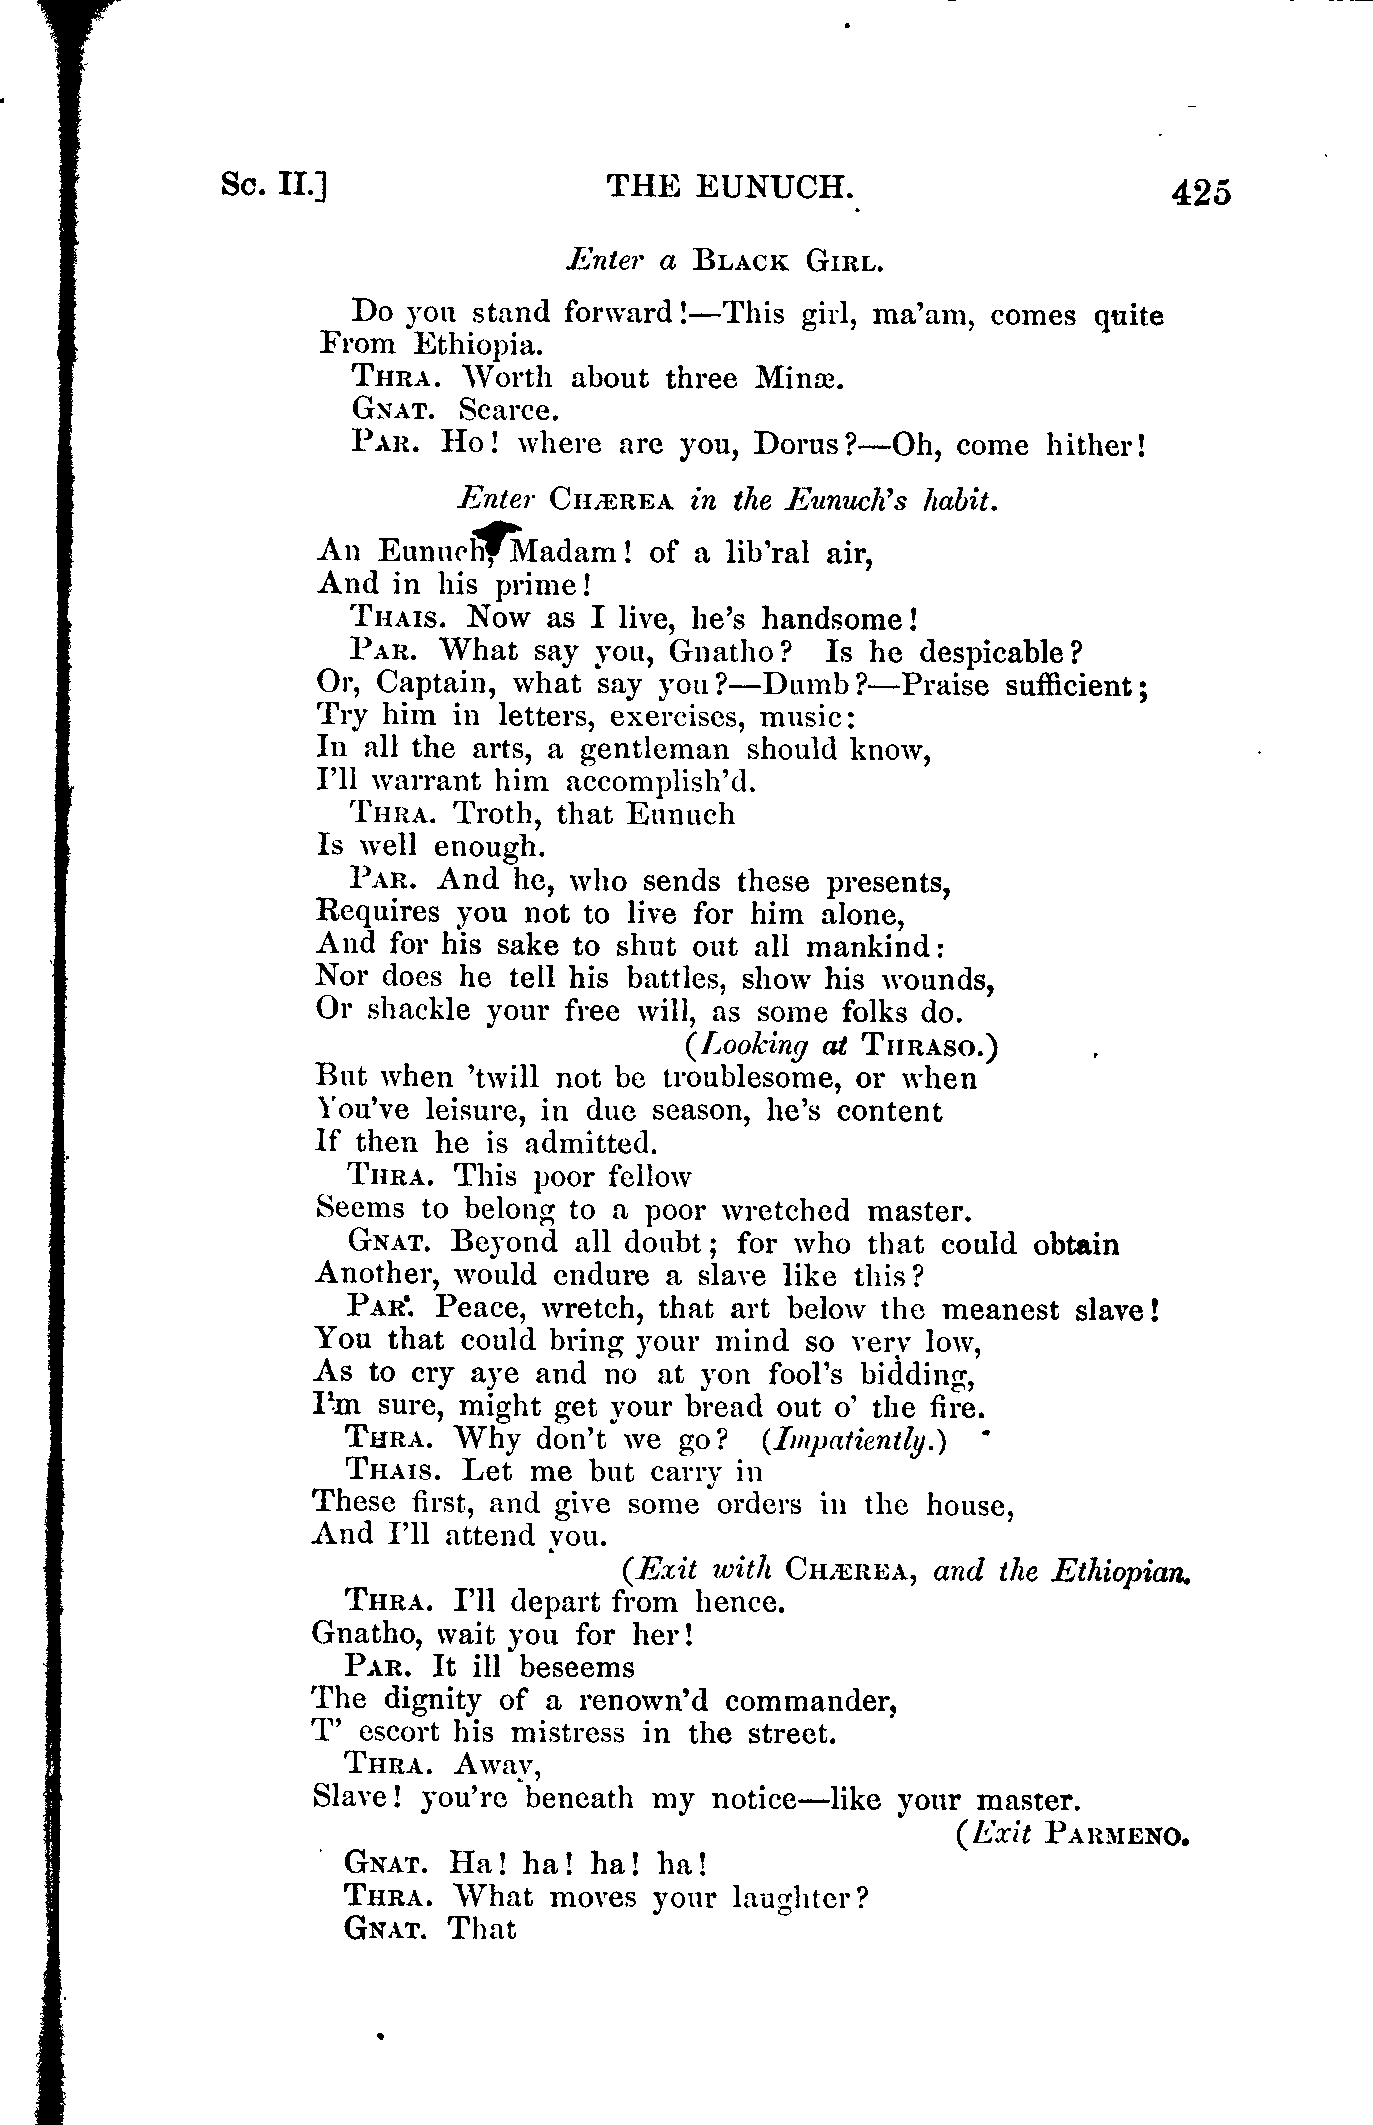 Sc. II.] THE EUNUCH. 425
Enter a BLACK GIRL.
Do you stand forward!—This girl, ma'am, comes quite
From Ethiopia.
THRA. Worth about three Minæ.
GNAT. Scarce.
PAR. Ho! where are you, Dorus?—Oh, come hither!
Enter CHÆREA in the Eunuch's habit.
An Eunuch, Madam! of a lib'ral air,
And in his prime!
THAIS. Now as I live, he's handsome!
PAR. What say you, Gnatho? Is he despicable?
Or, Captain, what say you?—Dumb?—Praise sufficient;
Try him in letters, exercises, music:
In all the arts, a gentleman should know,
I'll warrant him accomplish'd.
THRA. Troth, that Eunuch
Is well enough.
PAR. And he, who sends these presents,
Requires you not to live for him alone,
And for his sake to shut out all mankind:
Nor does he tell his battles, show his wounds,
Or shackle your free will, as some folks do.
(Looking at THRASO.)
But when 'twill not be troublesome, or when
You've leisure, in due season, he's content
If then he is admitted.
THRA. This poor fellow
Seems to belong to a poor wretched master.
GNAT. Beyond all doubt; for who that could obtain
Another, would endure a slave like this?
PAR. Peace, wretch, that art below the meanest slave!
You that could bring your mind so very low,
As to cry aye and no at yon fool's bidding,
I'm sure, might get your bread out o' the fire.
THRA. Why don't we go? (Impatiently.)
THAIS. Let me but carry in
These first, and give some orders in the house,
And I'll attend you.
(Exit with CHÆREA, and the Ethiopian.
THRA. I'll depart from hence.
Gnatho, wait you for her!
PAR. It ill beseems
The dignity of a renown'd commander,
T' escort his mistress in the street.
THRA. Away,
Slave! you're beneath my notice—like your master.
(Exit PARMENO.
GNAT. Ha! ha! ha! ha!
THRA. What moves your laughter?
GNAT. That